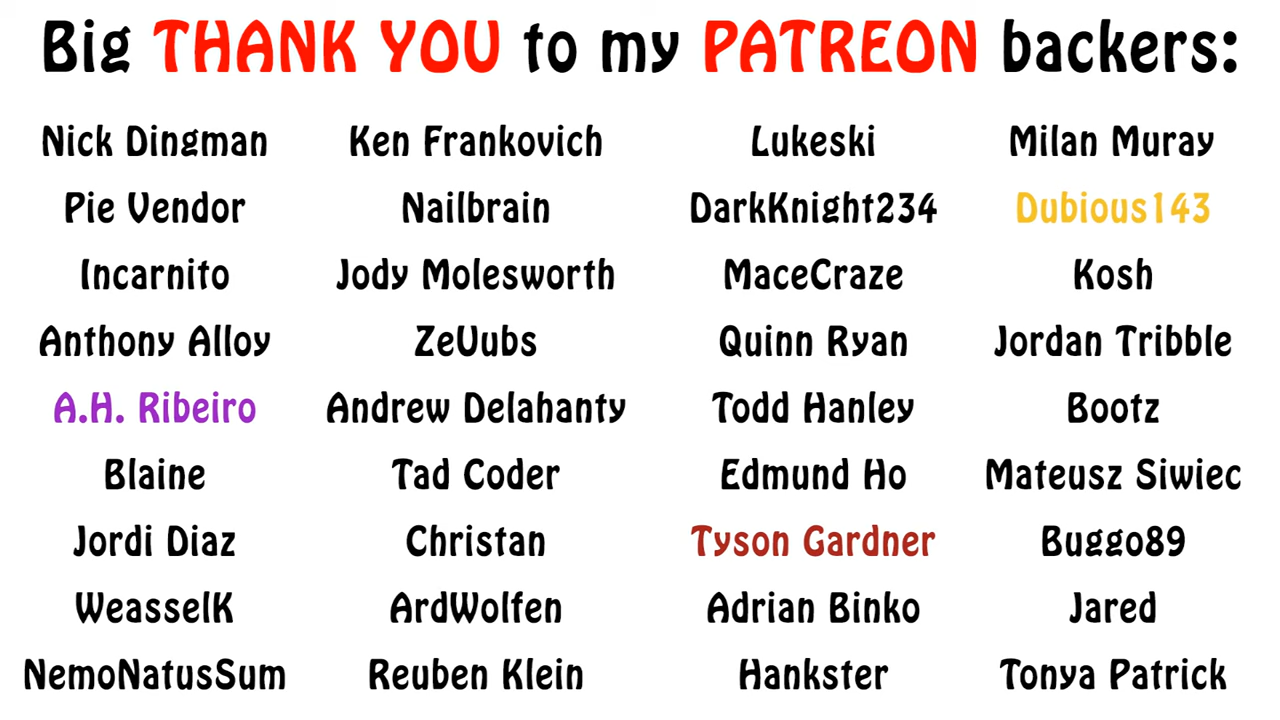 Big THANK YOU to my PATREON backers:
Nick Dingman Ken Frankovich Lukeski Milan Muray
Pie Vendor Nailbrain DarkKnight234 Dubious143
Incarnito Jody Molesworth MaceCraze Kosh
Anthony Alloy ZeUubs Quinn Ryan Jordan Tribble
A.H. Ribeiro Andrew Delahanty Todd Hanley Bootz
Blaine Tad Coder Edmund Ho Mateusz Siwiec
Jordi Diaz Christan Tyson Gardner Buggo89
WeasselK ArdWolfen Adrian Binko Jared
NemoNatusSum Reuben Klein Hankster Tonya Patrick